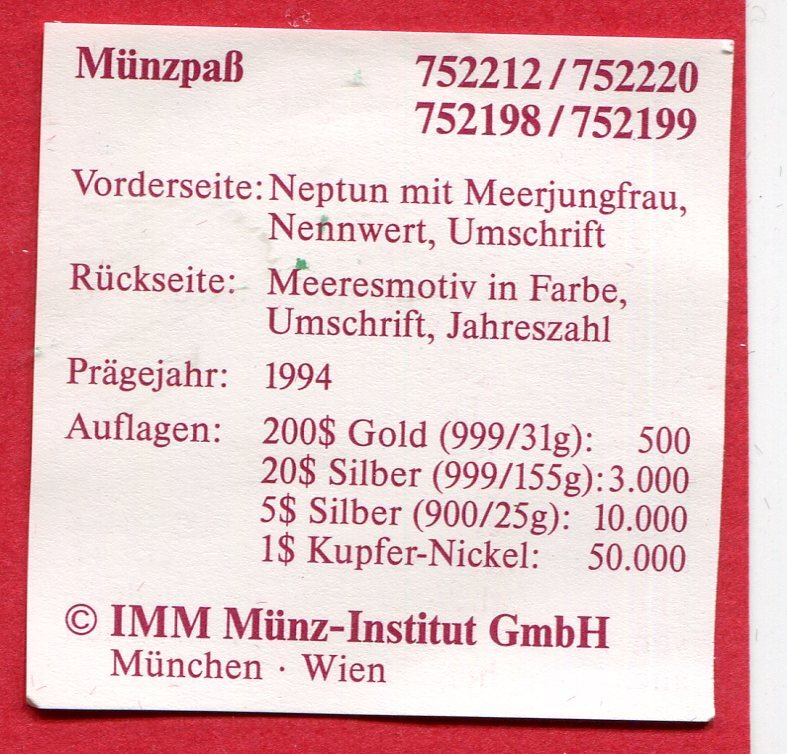 Münzpaß 752212 / 752220
752198 / 752199
Vorderseite: Neptun mit Meerjungfrau,
Nennwert, Umschrift
Rückseite: Meeresmotiv in Farbe,
Umschrift, Jahreszahl
Prägejahr: 1994
Auflagen: 200$ Gold (999/31g): 500
20$ Silber (999/155g): 3.000
5$ Silber (900/25g): 10.000
1$ Kupfer-Nickel: 50.000
© IMM Münz-Institut GmbH
München · Wien